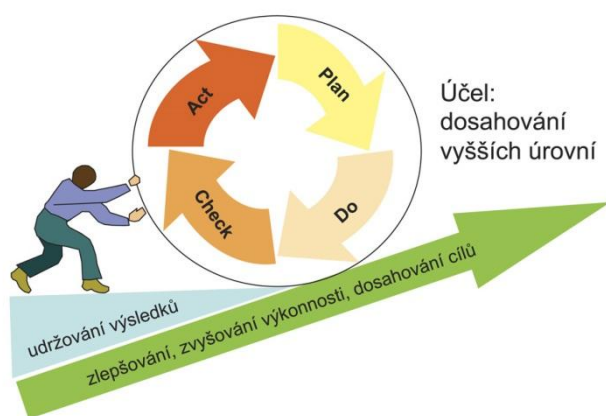 Plan
Do
Check
Act
Účel:
dosahování
vyšších úrovní
udržování výsledků
zlepšování, zvyšování výkonnosti, dosahování cílů